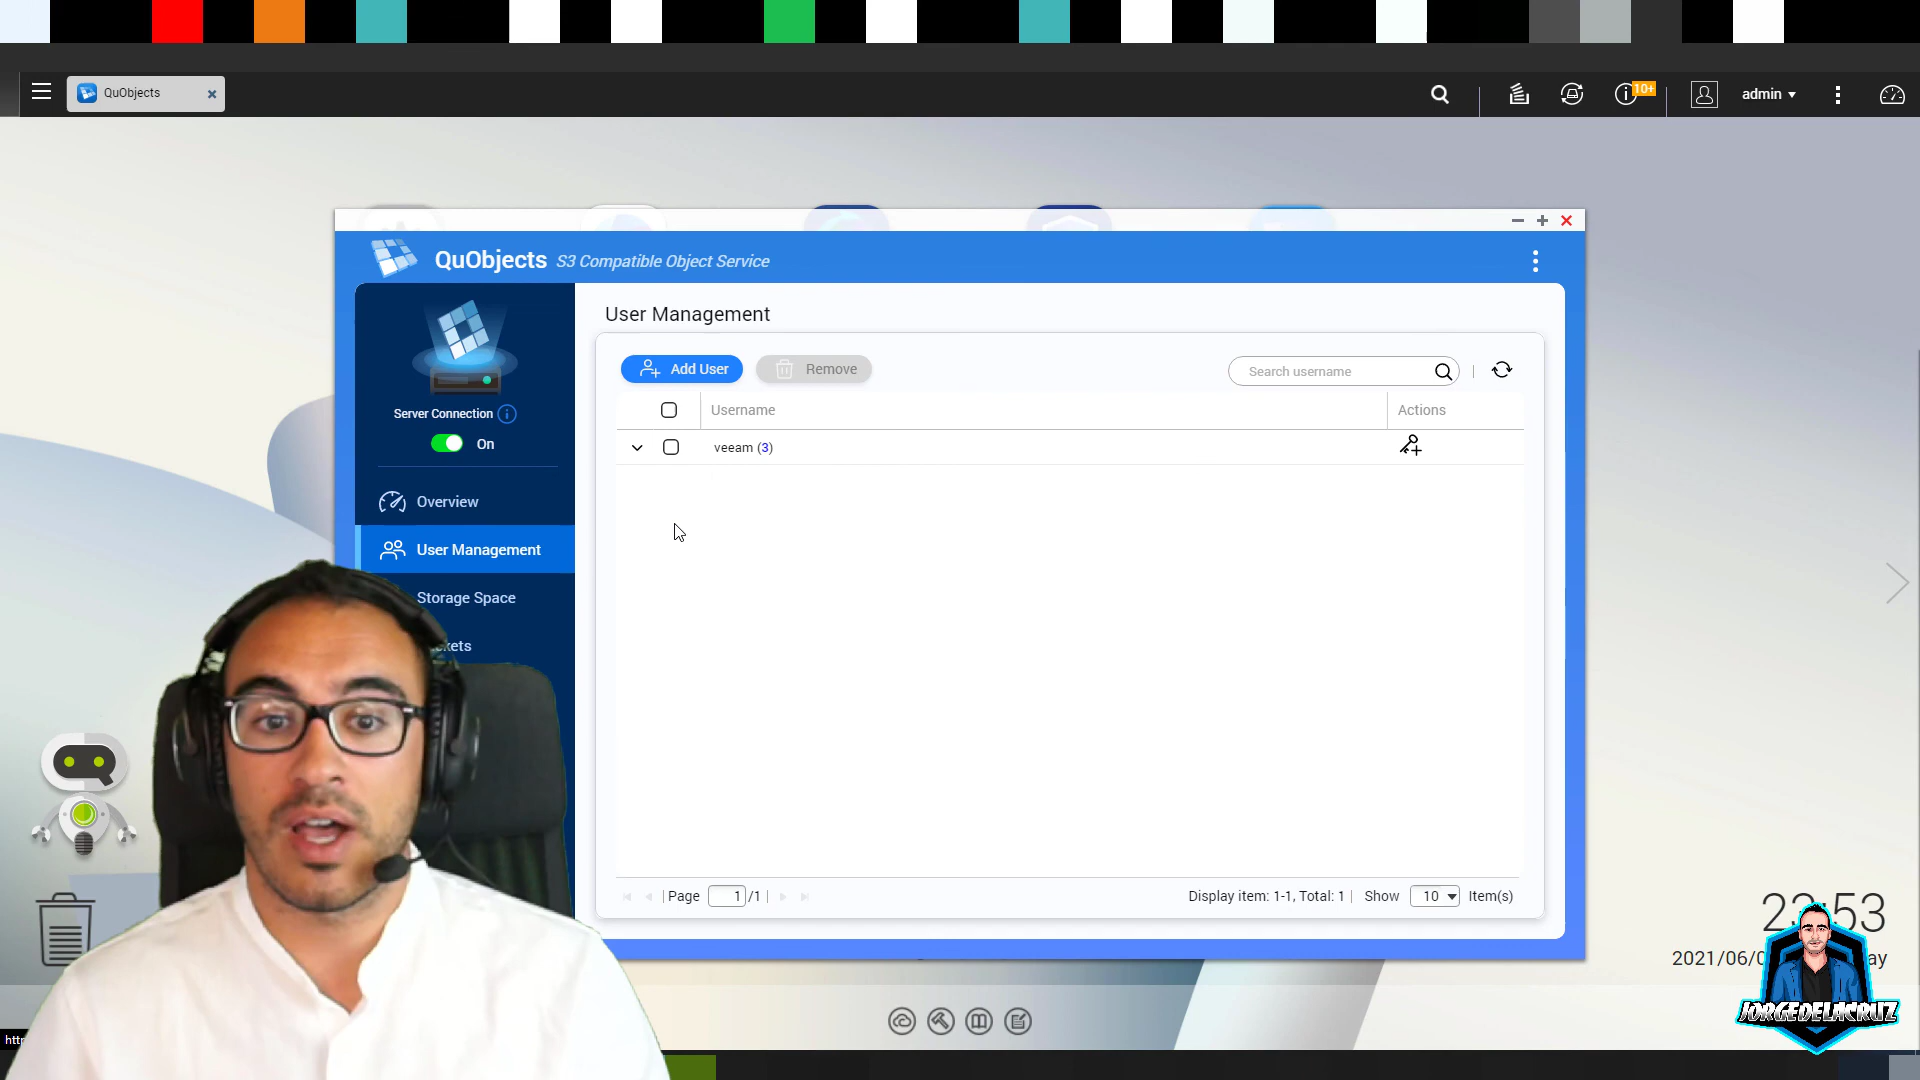 QuObjects
10+
admin
QuObjects S3 Compatible Object Service
User Management
Add User
Remove
Search username
Server Connection
On
Username
Actions
veeam (3)
Overview
User Management
Storage Space
Page 1 /1
Display item: 1-1, Total: 1
Show 10 Item(s)
2021/06/0
JORGEDELACRUZ